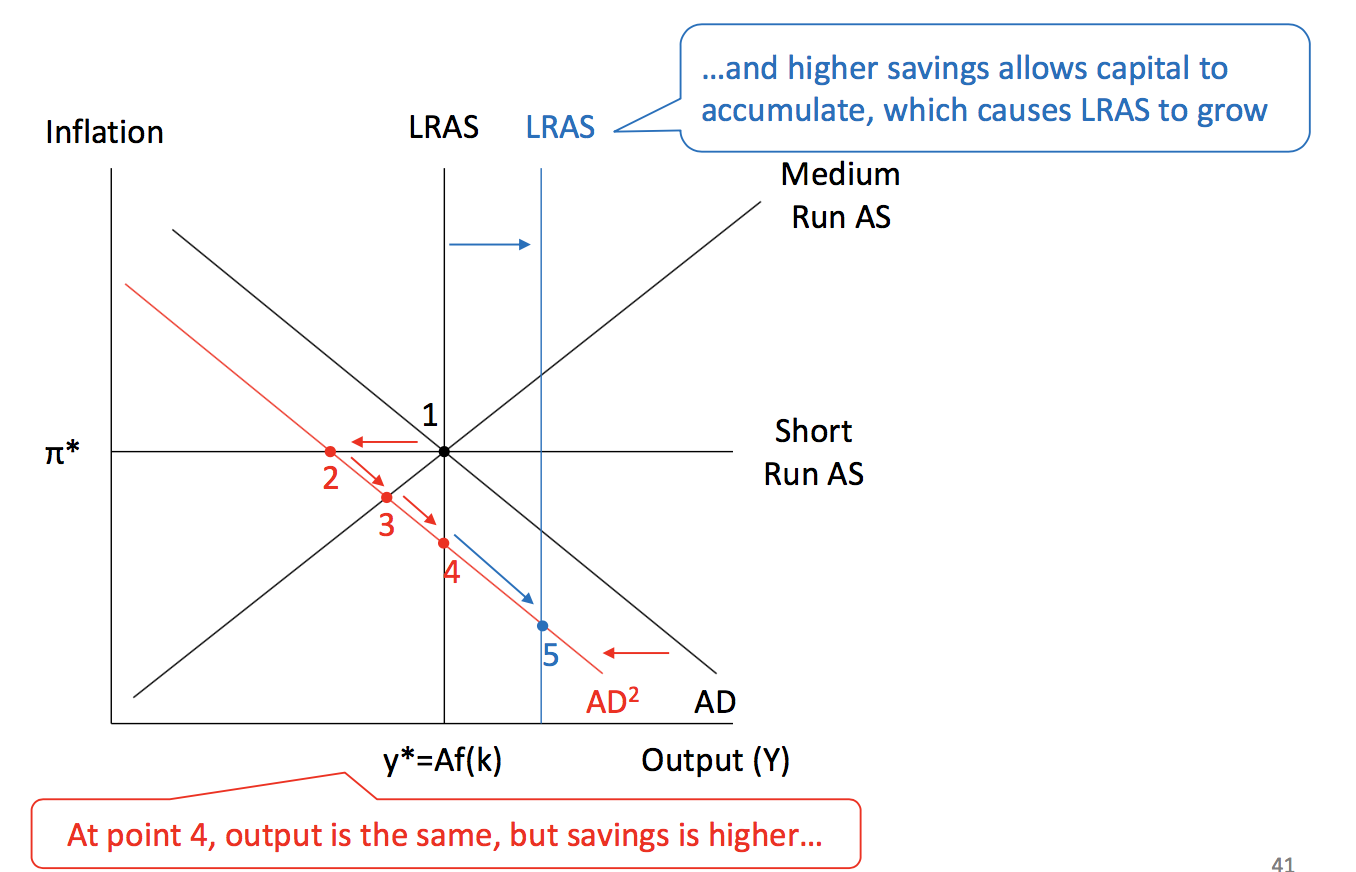 …and higher savings allows capital to
accumulate, which causes LRAS to grow
Inflation
LRAS
LRAS
Medium
Run AS
1
π*
Short
Run AS
2
3
4
5
AD²
AD
y*=Af(k)
Output (Y)
At point 4, output is the same, but savings is higher…
41